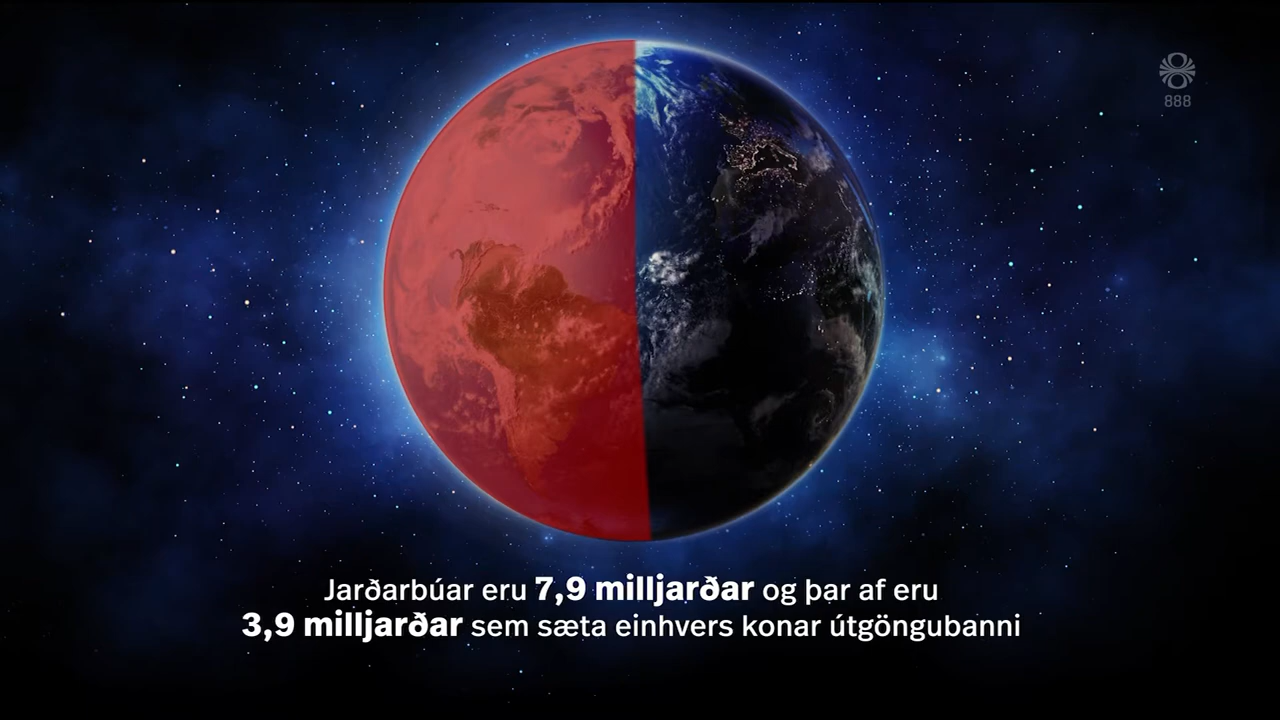 888
Jarðarbúar eru 7,9 milljarðar og þar af eru
3,9 milljarðar sem sæta einhvers konar útgöngubanni